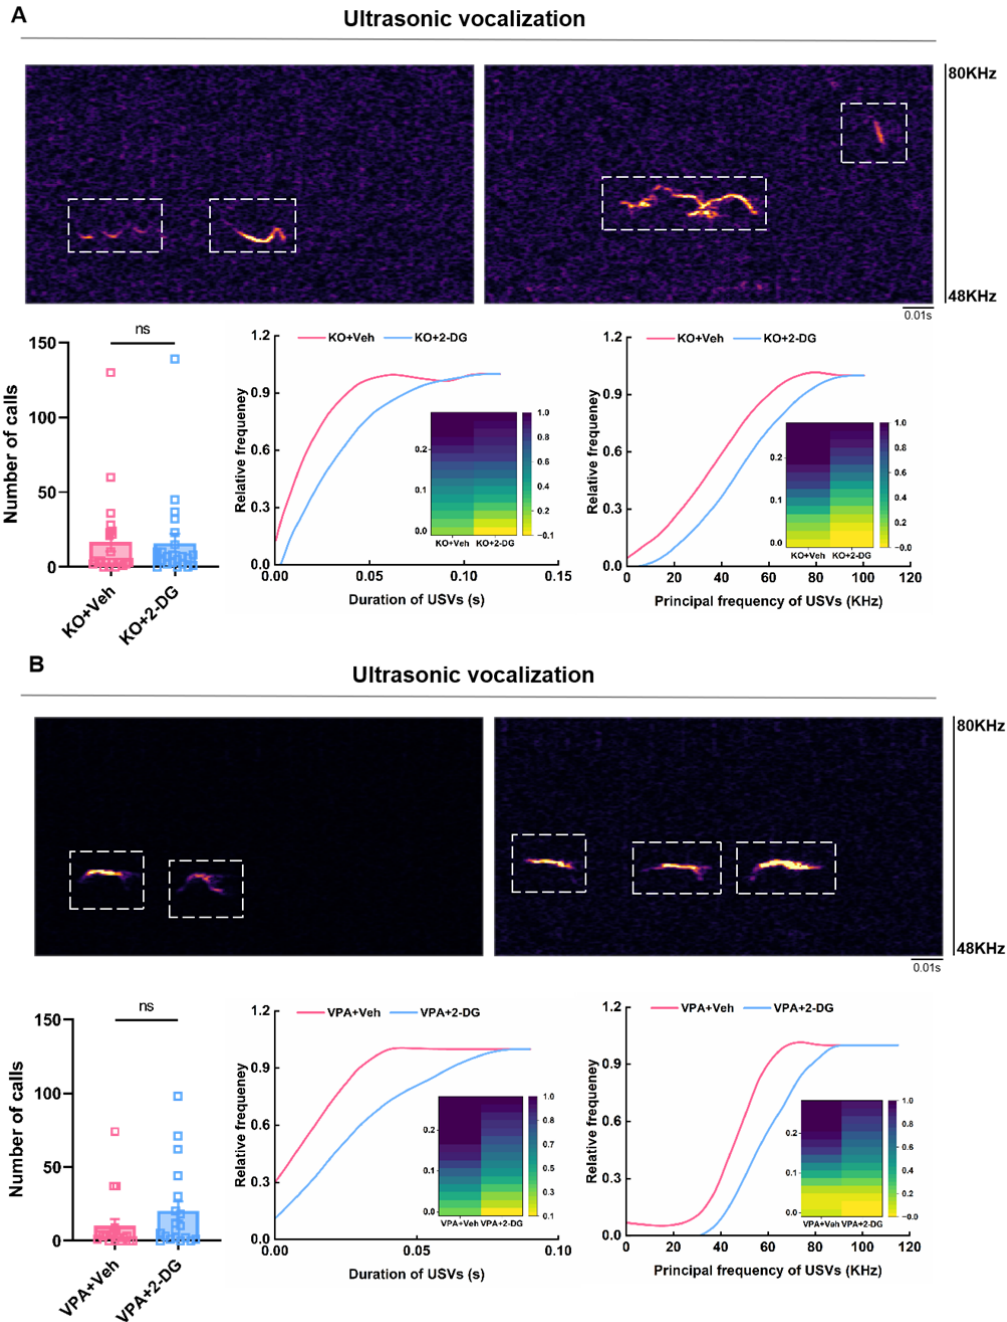 A
Ultrasonic vocalization
80KHz
48KHz
0.01s
ns
150
100
50
0
Number of calls
KO+Veh
KO+2-DG
KO+Veh KO+2-DG
1.2
0.9
0.6
0.3
0.0
Relative frequeney
0.00 0.05 0.10 0.15
Duration of USVs (s)
0.2
0.1
0.0
KO+Veh KO+2-DG
1.0
0.8
0.6
0.4
0.2
-0.1
KO+Veh KO+2-DG
1.2
0.9
0.6
0.3
0.0
Relative frequeney
0 20 40 60 80 100 120
Principal frequency of USVs (KHz)
0.2
0.1
0.0
KO+Veh KO+2-DG
1.0
0.8
0.6
0.4
0.2
-0.0
B
Ultrasonic vocalization
80KHz
48KHz
0.01s
ns
150
100
50
0
Number of calls
VPA+Veh
VPA+2-DG
VPA+Veh VPA+2-DG
1.2
0.9
0.6
0.3
0.00
Relative frequency
0.00 0.05 0.10
Duration of USVs (s)
0.2
0.1
0.0
VPA+Veh VPA+2-DG
1.0
0.8
0.7
0.5
0.3
0.1
VPA+Veh VPA+2-DG
1.2
0.9
0.6
0.3
0.0
Relative frequency
0 20 40 60 80 100 120
Principal frequency of USVs (KHz)
0.2
0.1
0.0
VPA+Veh VPA+2-DG
1.0
0.8
0.6
0.4
0.2
-0.0